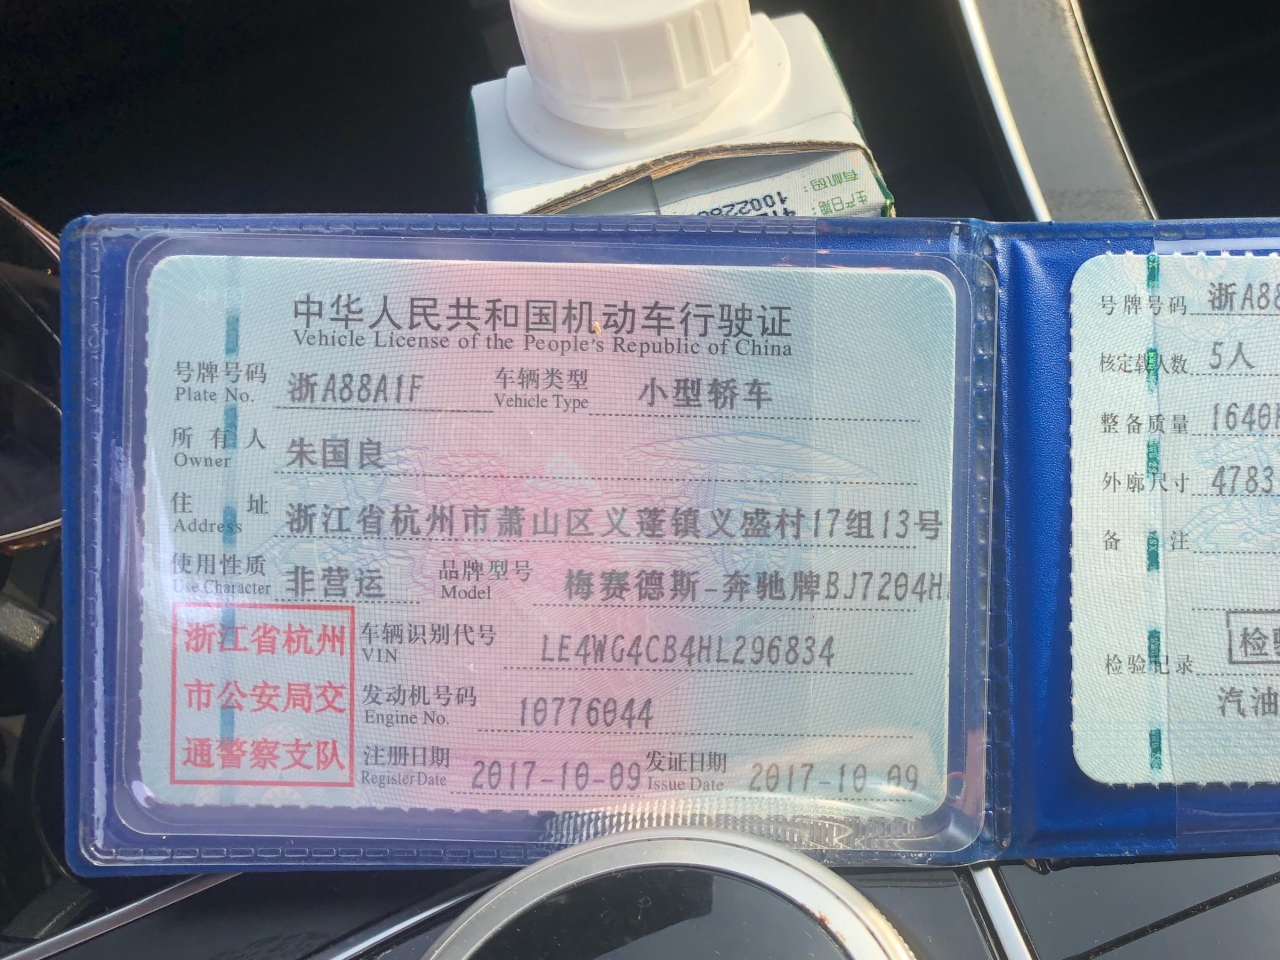 生产日期:
有机码:
中华人民共和国机动车行驶证
Vehicle License of the People's Republic of China
号牌号码 浙A88A1F 车辆类型 小型轿车
Plate No. Vehicle Type
所有人 朱国良
Owner
住址 浙江省杭州市萧山区义蓬镇义盛村17组13号
Address
使用性质 非营运 品牌型号 梅赛德斯-奔驰牌BJ7204H
Use Character Model
浙江省杭州
市公安局交
通警察支队
车辆识别代号 LE4WG4CB4HL296834
VIN
发动机号码 10776044
Engine No.
注册日期 2017-10-09 发证日期 2017-10-09
Register Date Issue Date
号牌号码 浙A88
核定载人数 5人
整备质量 1640
外廓尺寸 4783
备注
检验记录
检
汽油